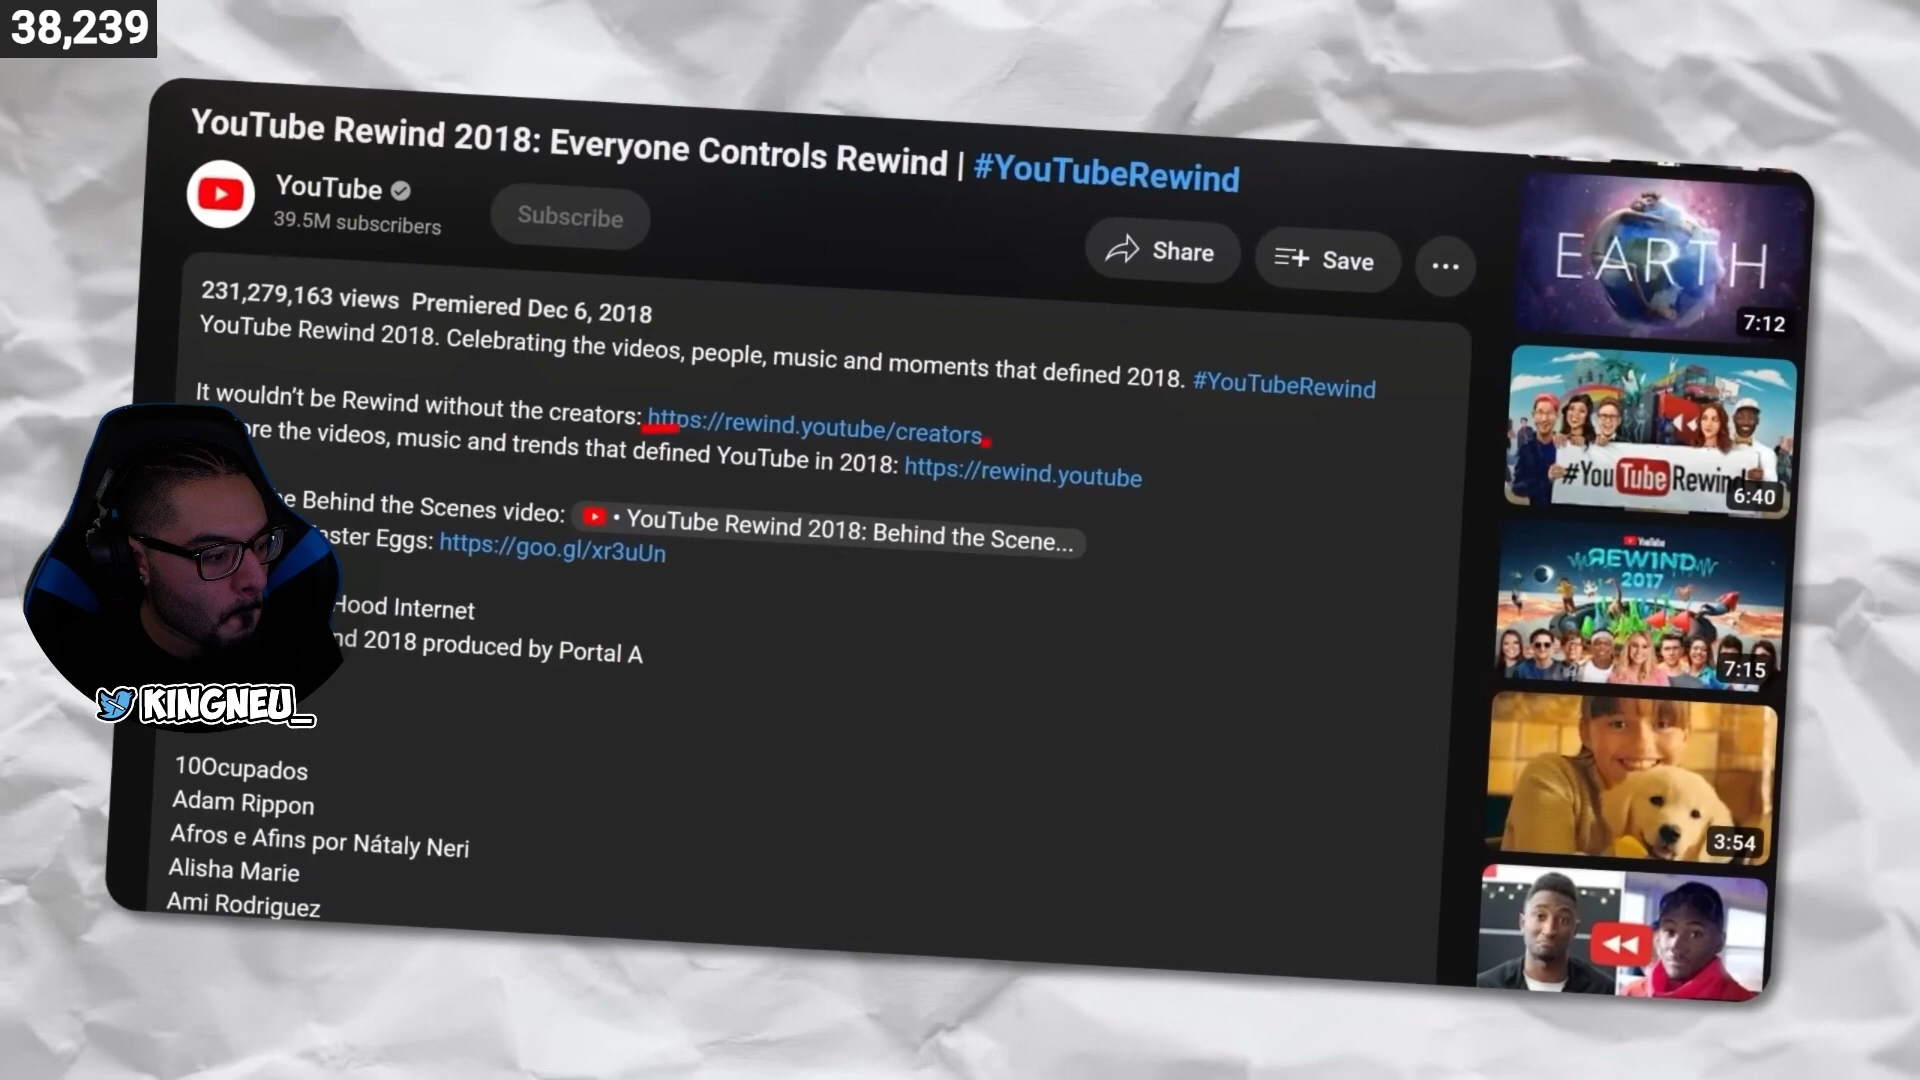 38,239
YouTube Rewind 2018: Everyone Controls Rewind | #YouTubeRewind
YouTube
39.5M subscribers
Subscribe
Share
Save
231,279,163 views Premiered Dec 6, 2018
YouTube Rewind 2018. Celebrating the videos, people, music and moments that defined 2018. #YouTubeRewind
It wouldn’t be Rewind without the creators: https://rewind.youtube/creators
the videos, music and trends that defined YouTube in 2018: https://rewind.youtube
Behind the Scenes video: • YouTube Rewind 2018: Behind the Scene...
Eggs: https://goo.gl/xr3uUn
Hood Internet
2018 produced by Portal A
KINGNEU_
10Ocupados
Adam Rippon
Afros e Afins por Nátaly Neri
Alisha Marie
Ami Rodriguez
EARTH
7:12
#YouTubeRewind
6:40
YouTube
REWIND
2017
7:15
3:54